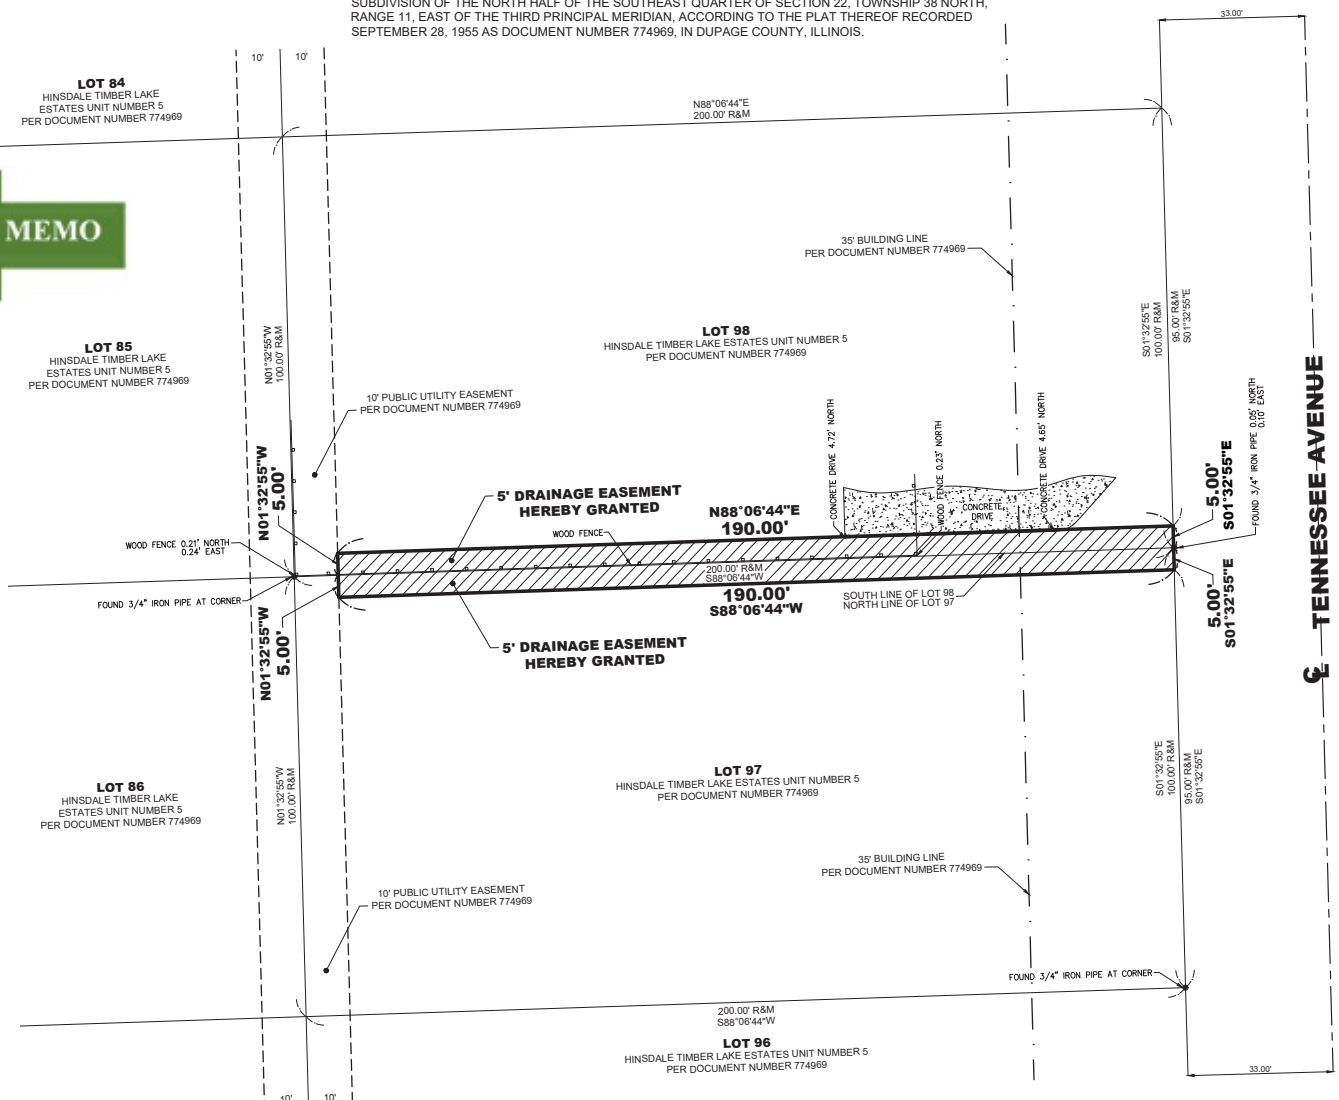 SUBDIVISION OF THE NORTH HALF OF THE SOUTHEAST QUARTER OF SECTION 22, TOWNSHIP 38 NORTH,
RANGE 11, EAST OF THE THIRD PRINCIPAL MERIDIAN, ACCORDING TO THE PLAT THEREOF RECORDED
SEPTEMBER 28, 1955 AS DOCUMENT NUMBER 774969, IN DUPAGE COUNTY, ILLINOIS.
33.00'
10'
10'
LOT 84
HINSDALE TIMBER LAKE
ESTATES UNIT NUMBER 5
PER DOCUMENT NUMBER 774969
N88°06'44"E
200.00' R&M
MEMO
35' BUILDING LINE
PER DOCUMENT NUMBER 774969
LOT 85
HINSDALE TIMBER LAKE
ESTATES UNIT NUMBER 5
PER DOCUMENT NUMBER 774969
N01°32'55"W
100.00' R&M
LOT 98
HINSDALE TIMBER LAKE ESTATES UNIT NUMBER 5
PER DOCUMENT NUMBER 774969
S01°32'55"E
100.00' R&M
95.00' R&M
S01°32'55"E
10' PUBLIC UTILITY EASEMENT
PER DOCUMENT NUMBER 774969
TENNESSEE AVENUE
CL
N01°32'55"W
5.00'
5' DRAINAGE EASEMENT
HEREBY GRANTED
N88°06'44"E
190.00'
CONCRETE DRIVE 4.72' NORTH
WOOD FENCE 0.23' NORTH
CONCRETE
DRIVE
CONCRETE DRIVE 4.65' NORTH
5.00'
S01°32'55"E
FOUND 3/4" IRON PIPE 0.05' NORTH
0.10' EAST
WOOD FENCE 0.21' NORTH
0.24' EAST
WOOD FENCE
200.00' R&M
S88°06'44"W
FOUND 3/4" IRON PIPE AT CORNER
190.00'
S88°06'44"W
SOUTH LINE OF LOT 98
NORTH LINE OF LOT 97
5.00'
S01°32'55"E
N01°32'55"W
5.00'
5' DRAINAGE EASEMENT
HEREBY GRANTED
LOT 86
HINSDALE TIMBER LAKE
ESTATES UNIT NUMBER 5
PER DOCUMENT NUMBER 774969
N01°32'55"W
100.00' R&M
LOT 97
HINSDALE TIMBER LAKE ESTATES UNIT NUMBER 5
PER DOCUMENT NUMBER 774969
S01°32'55"E
100.00' R&M
95.00' R&M
S01°32'55"E
35' BUILDING LINE
PER DOCUMENT NUMBER 774969
10' PUBLIC UTILITY EASEMENT
PER DOCUMENT NUMBER 774969
FOUND 3/4" IRON PIPE AT CORNER
200.00' R&M
S88°06'44"W
LOT 96
HINSDALE TIMBER LAKE ESTATES UNIT NUMBER 5
PER DOCUMENT NUMBER 774969
33.00'
10'
10'